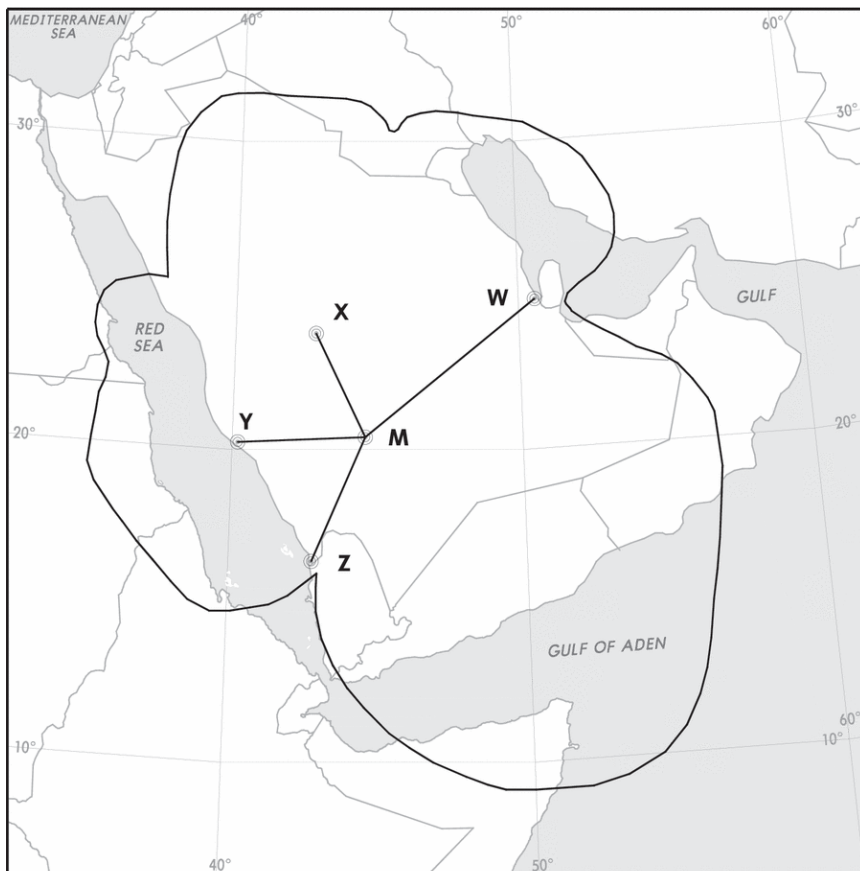 MEDITERRANEAN
SEA
40°
50°
60°
30°
30°
W
GULF
X
RED
SEA
Y
M
20°
20°
Z
GULF OF ADEN
60°
10°
10°
40°
50°